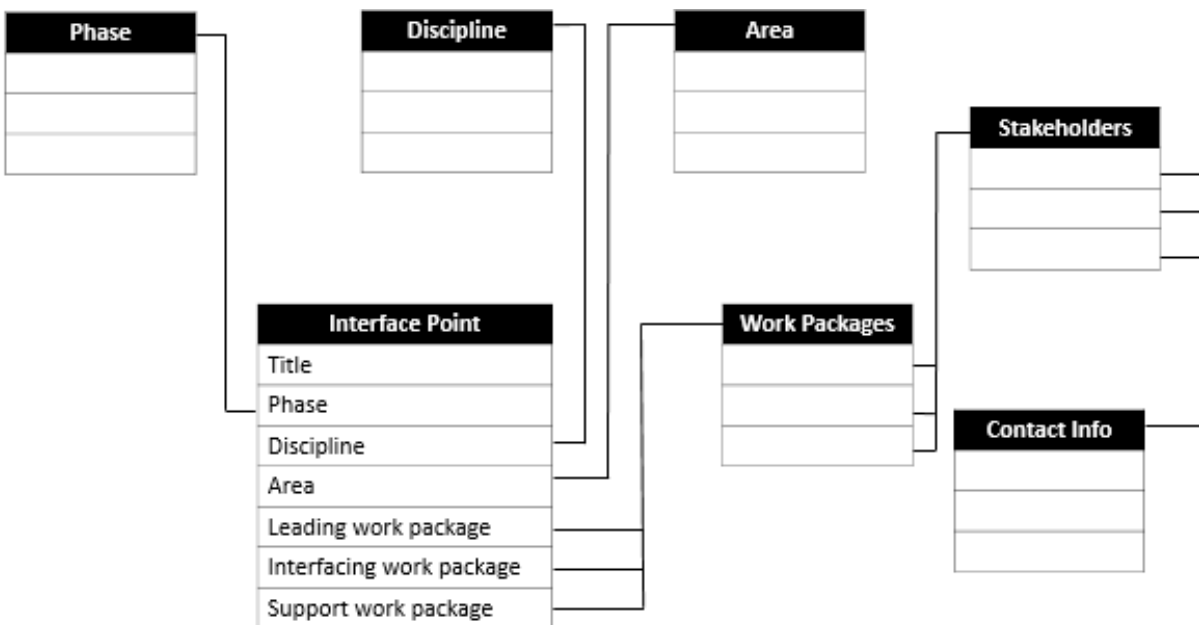 Phase
Discipline
Area
Stakeholders
Interface Point
Title
Phase
Discipline
Area
Leading work package
Interfacing work package
Support work package
Work Packages
Contact Info